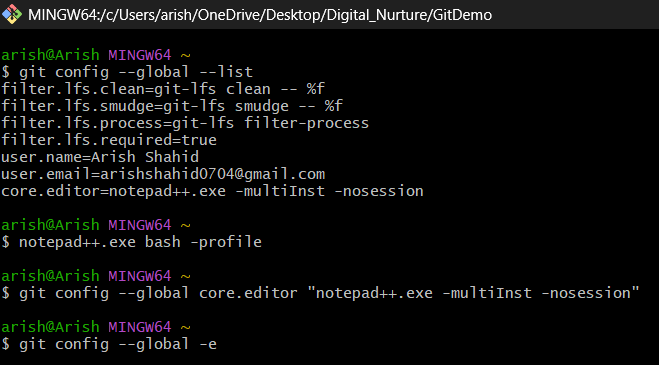 MINGW64:/c/Users/arish/OneDrive/Desktop/Digital_Nurture/GitDemo
arish@Arish MINGW64 ~
$ git config --global --list
filter.lfs.clean=git-lfs clean -- %f
filter.lfs.smudge=git-lfs smudge -- %f
filter.lfs.process=git-lfs filter-process
filter.lfs.required=true
user.name=Arish Shahid
user.email=arishshahid0704@gmail.com
core.editor=notepad++.exe -multiInst -nosession
arish@Arish MINGW64 ~
$ notepad++.exe bash -profile
arish@Arish MINGW64 ~
$ git config --global core.editor "notepad++.exe -multiInst -nosession"
arish@Arish MINGW64 ~
$ git config --global -e